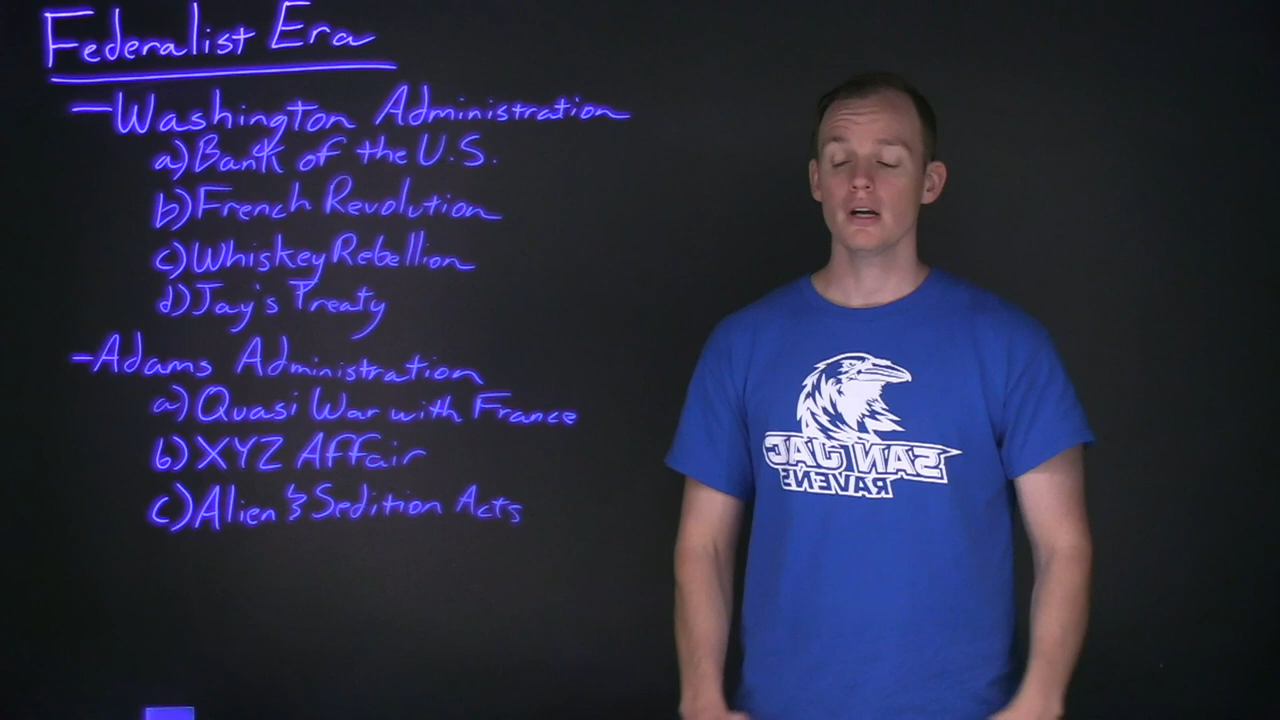 Federalist Era
- Washington Administration
a) Bank of the U.S.
b) French Revolution
c) Whiskey Rebellion
d) Jay's Treaty
- Adams Administration
a) Quasi War with France
b) XYZ Affair
c) Alien & Sedition Acts
SAN JAC
RAVENS